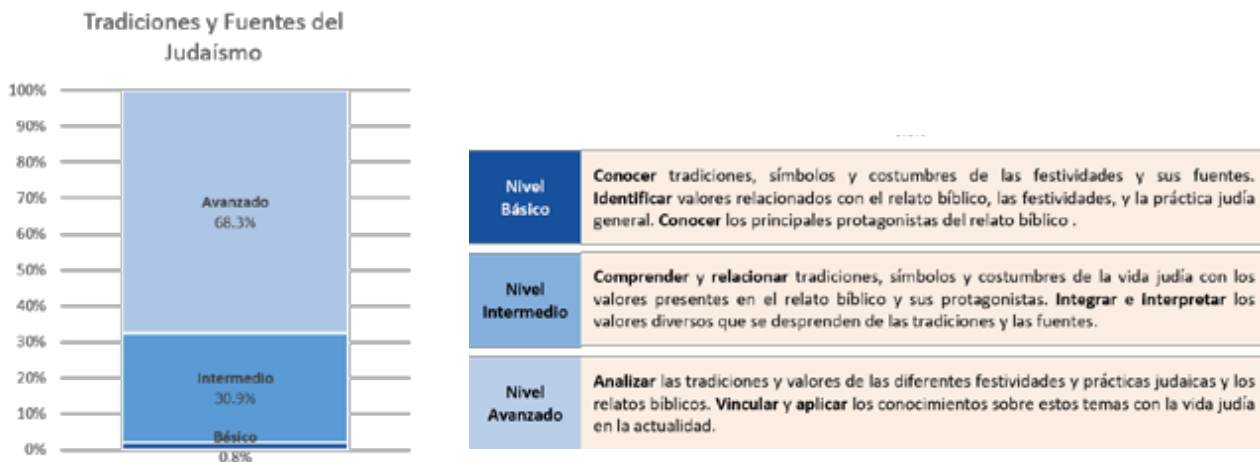 Tradiciones y Fuentes del
Judaísmo
100%
90%
80%
70%
60%
50%
40%
30%
20%
10%
0%
Avanzado
68.3%
Intermedio
30.9%
Básico
0.8%
Nivel
Básico
Conocer tradiciones, símbolos y costumbres de las festividades y sus fuentes.
Identificar valores relacionados con el relato bíblico, las festividades, y la práctica judía
general. Conocer los principales protagonistas del relato bíblico .
Nivel
Intermedio
Comprender y relacionar tradiciones, símbolos y costumbres de la vida judía con los
valores presentes en el relato bíblico y sus protagonistas. Integrar e interpretar los
valores diversos que se desprenden de las tradiciones y las fuentes.
Nivel
Avanzado
Analizar las tradiciones y valores de las diferentes festividades y prácticas judaicas y los
relatos bíblicos. Vincular y aplicar los conocimientos sobre estos temas con la vida judía
en la actualidad.